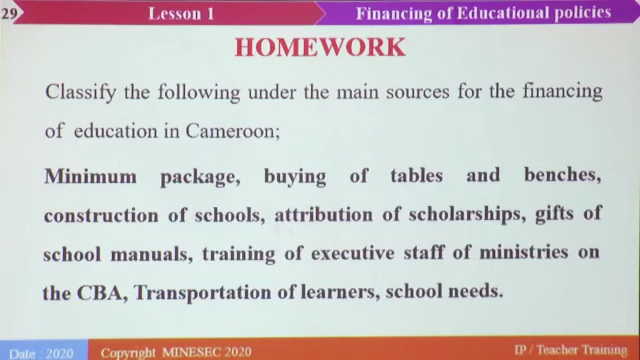 29
Lesson 1
Financing of Educational policies
HOMEWORK
Classify the following under the main sources for the financing
of education in Cameroon;
Minimum package, buying of tables and benches,
construction of schools, attribution of scholarships, gifts of
school manuals, training of executive staff of ministries on
the CBA, Transportation of learners, school needs.
Date : 2020
Copyright MINESEC 2020
IP / Teacher Training